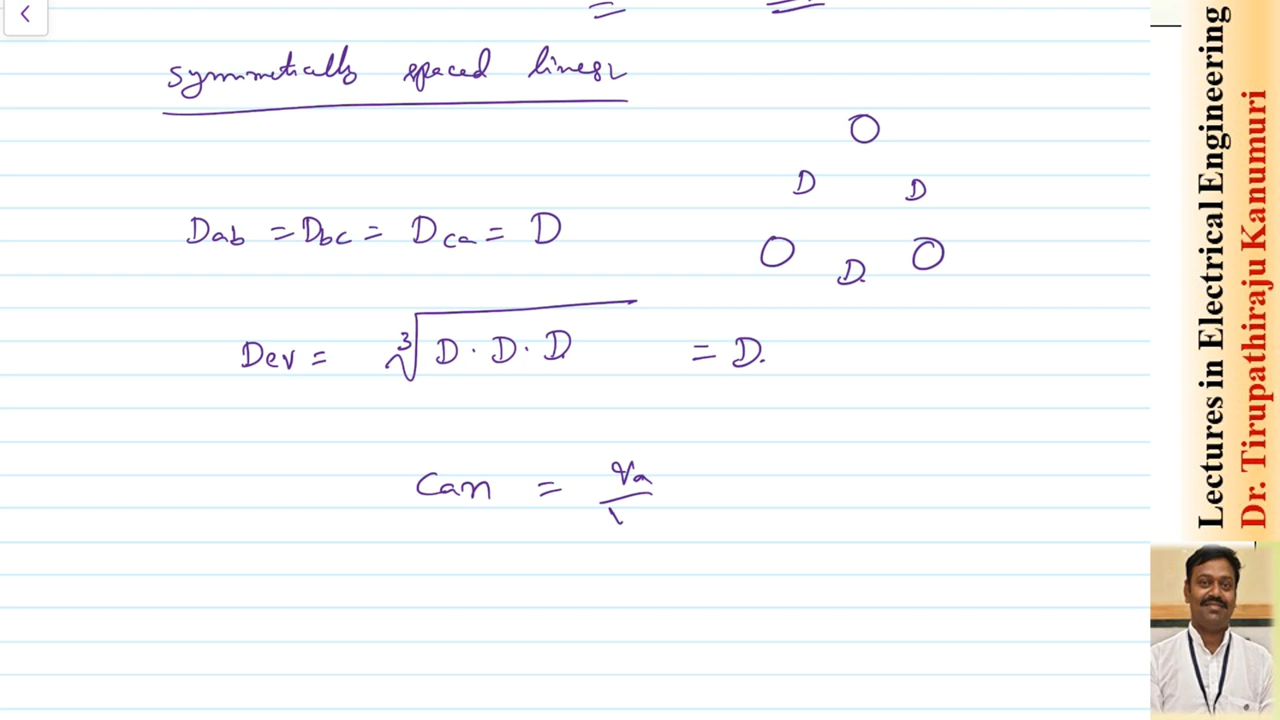 symmetrically spaced lines
D D
D
Dab = Dbc = Dca = D
Dev = ∛D · D · D = D.
Can = qa
Lectures in Electrical Engineering
Dr. Tirupathiraju Kanumuri